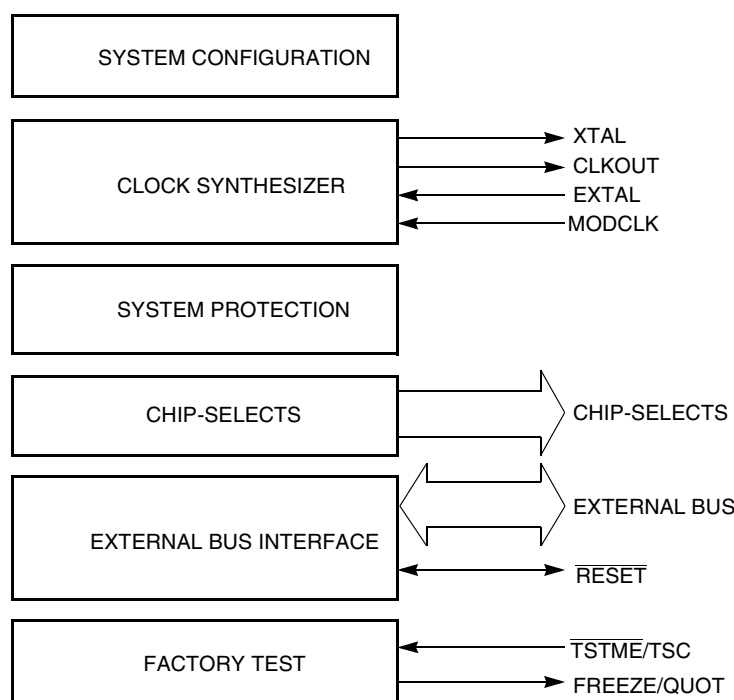 SYSTEM CONFIGURATION
CLOCK SYNTHESIZER
XTAL
CLKOUT
EXTAL
MODCLK
SYSTEM PROTECTION
CHIP-SELECTS
CHIP-SELECTS
EXTERNAL BUS INTERFACE
EXTERNAL BUS
RESET
FACTORY TEST
TSTME/TSC
FREEZE/QUOT